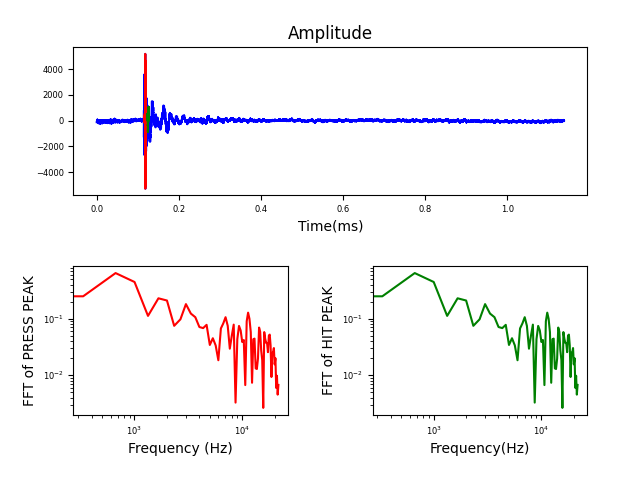 Amplitude
4000
2000
0
−2000
−4000
0.0 0.2 0.4 0.6 0.8 1.0
Time(ms)
FFT of PRESS PEAK
10⁻¹
10⁻²
10³ 10⁴
Frequency (Hz)
FFT of HIT PEAK
10⁻¹
10⁻²
10³ 10⁴
Frequency(Hz)